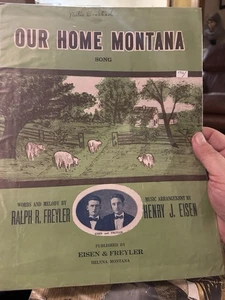 OUR HOME MONTANA
SONG
WORDS AND MELODY BY
RALPH R. FREYLER
MUSIC ARRANGEMENT BY
HENRY J. EISEN
PUBLISHED BY
EISEN & FREYLER
HELENA MONTANA